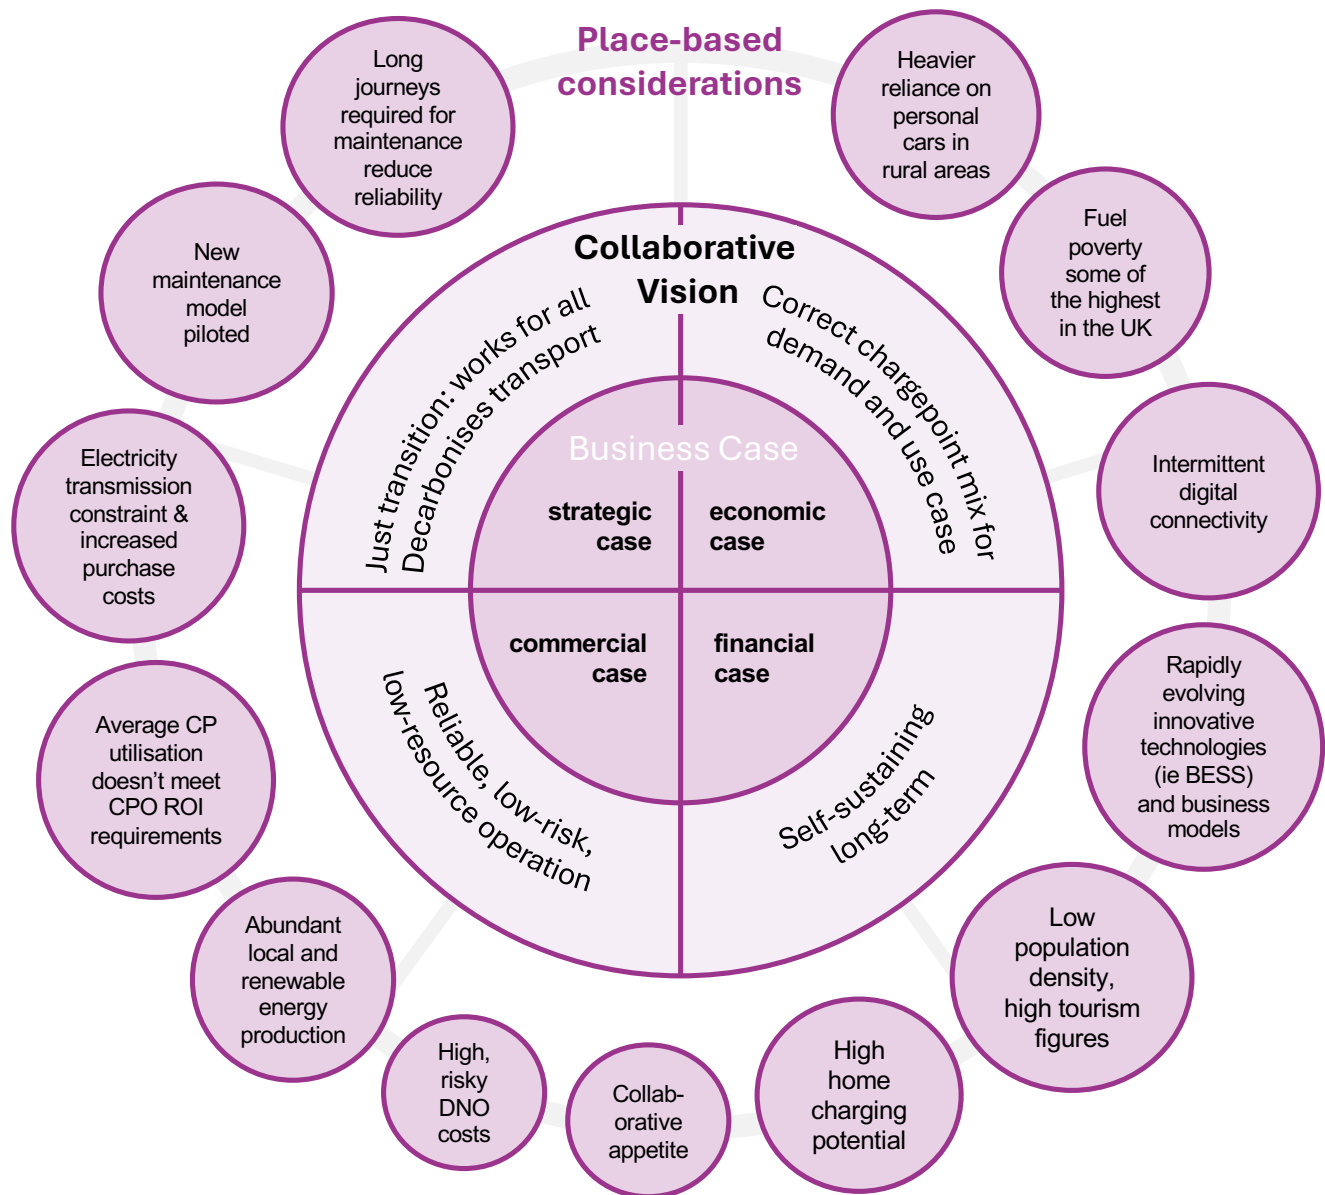 Place-based
considerations
Heavier
reliance on
personal
cars in
rural areas
Fuel
poverty
some of
the highest
in the UK
Intermittent
digital
connectivity
Rapidly
evolving
innovative
technologies
(ie BESS)
and business
models
Low
population
density,
high tourism
figures
High
home
charging
potential
Collab-
orative
appetite
High,
risky
DNO
costs
Abundant
local and
renewable
energy
production
Average CP
utilisation
doesn’t meet
CPO ROI
requirements
Electricity
transmission
constraint &
increased
purchase
costs
New
maintenance
model
piloted
Long
journeys
required for
maintenance
reduce
reliability
Collaborative
Vision
Just transition: works for all
Decarbonises transport
Correct chargepoint mix for
demand and use case
Reliable, low-risk,
low-resource operation
Self-sustaining
long-term
Business Case
strategic
case
economic
case
commercial
case
financial
case